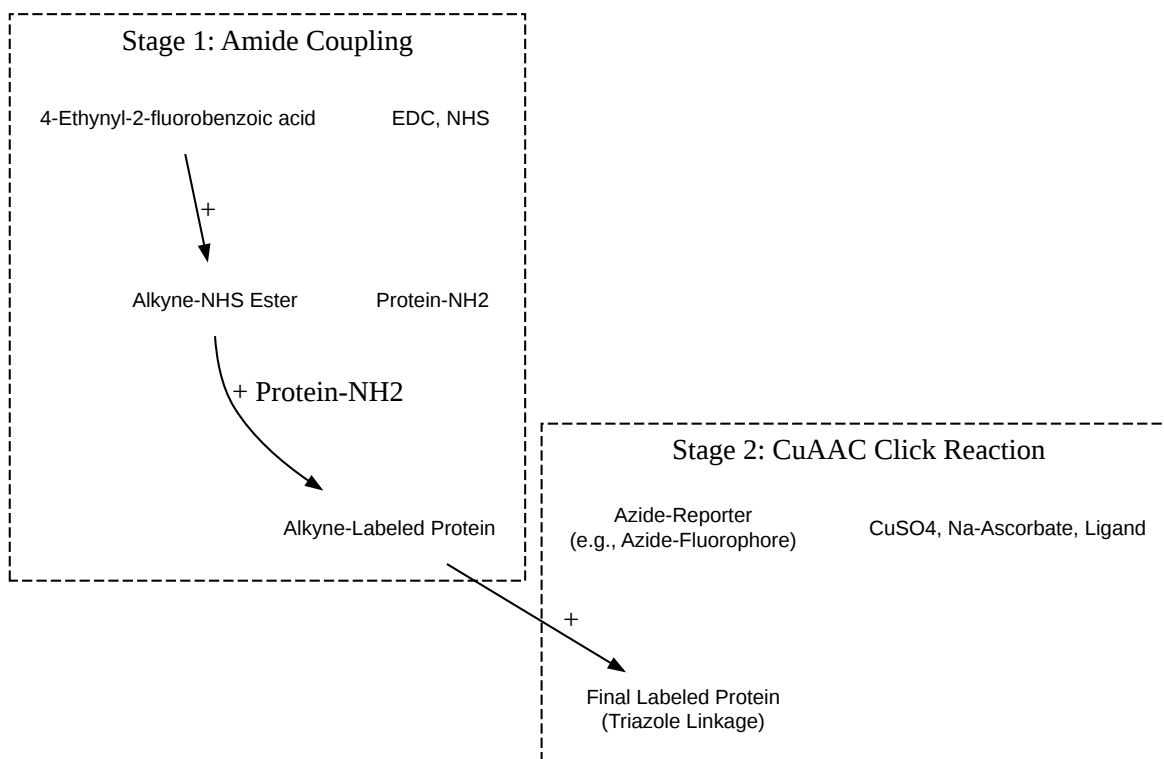 Stage 1: Amide Coupling
4-Ethynyl-2-fluorobenzoic acid
EDC, NHS
+
Alkyne-NHS Ester
Protein-NH2
+ Protein-NH2
Alkyne-Labeled Protein
Stage 2: CuAAC Click Reaction
Azide-Reporter
(e.g., Azide-Fluorophore)
CuSO4, Na-Ascorbate, Ligand
+
Final Labeled Protein
(Triazole Linkage)